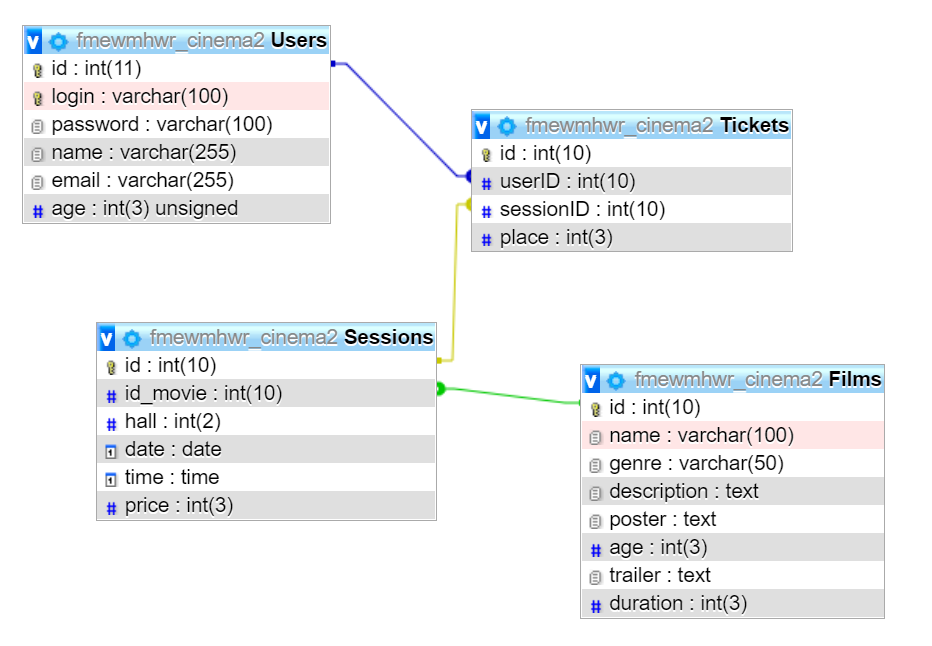 v fmewmhwr_cinema2 Users
id : int(11)
login : varchar(100)
password : varchar(100)
name : varchar(255)
email : varchar(255)
# age : int(3) unsigned
v fmewmhwr_cinema2 Tickets
id : int(10)
# userID : int(10)
# sessionID : int(10)
# place : int(3)
v fmewmhwr_cinema2 Sessions
id : int(10)
# id_movie : int(10)
# hall : int(2)
1 date : date
1 time : time
# price : int(3)
v fmewmhwr_cinema2 Films
id : int(10)
name : varchar(100)
genre : varchar(50)
description : text
poster : text
# age : int(3)
trailer : text
# duration : int(3)